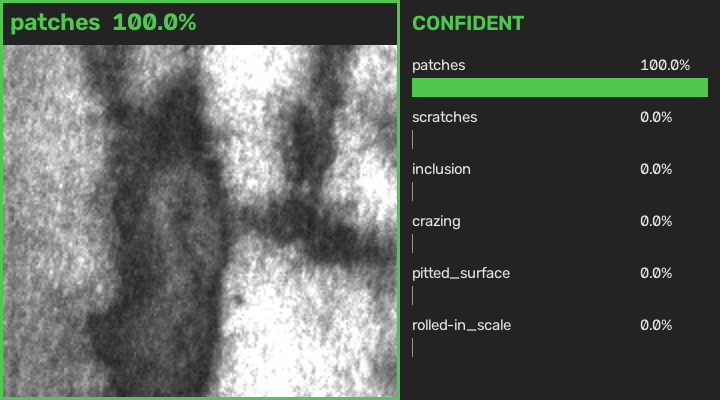 patches 100.0%
CONFIDENT
patches 100.0%
scratches 0.0%
inclusion 0.0%
crazing 0.0%
pitted_surface 0.0%
rolled-in_scale 0.0%